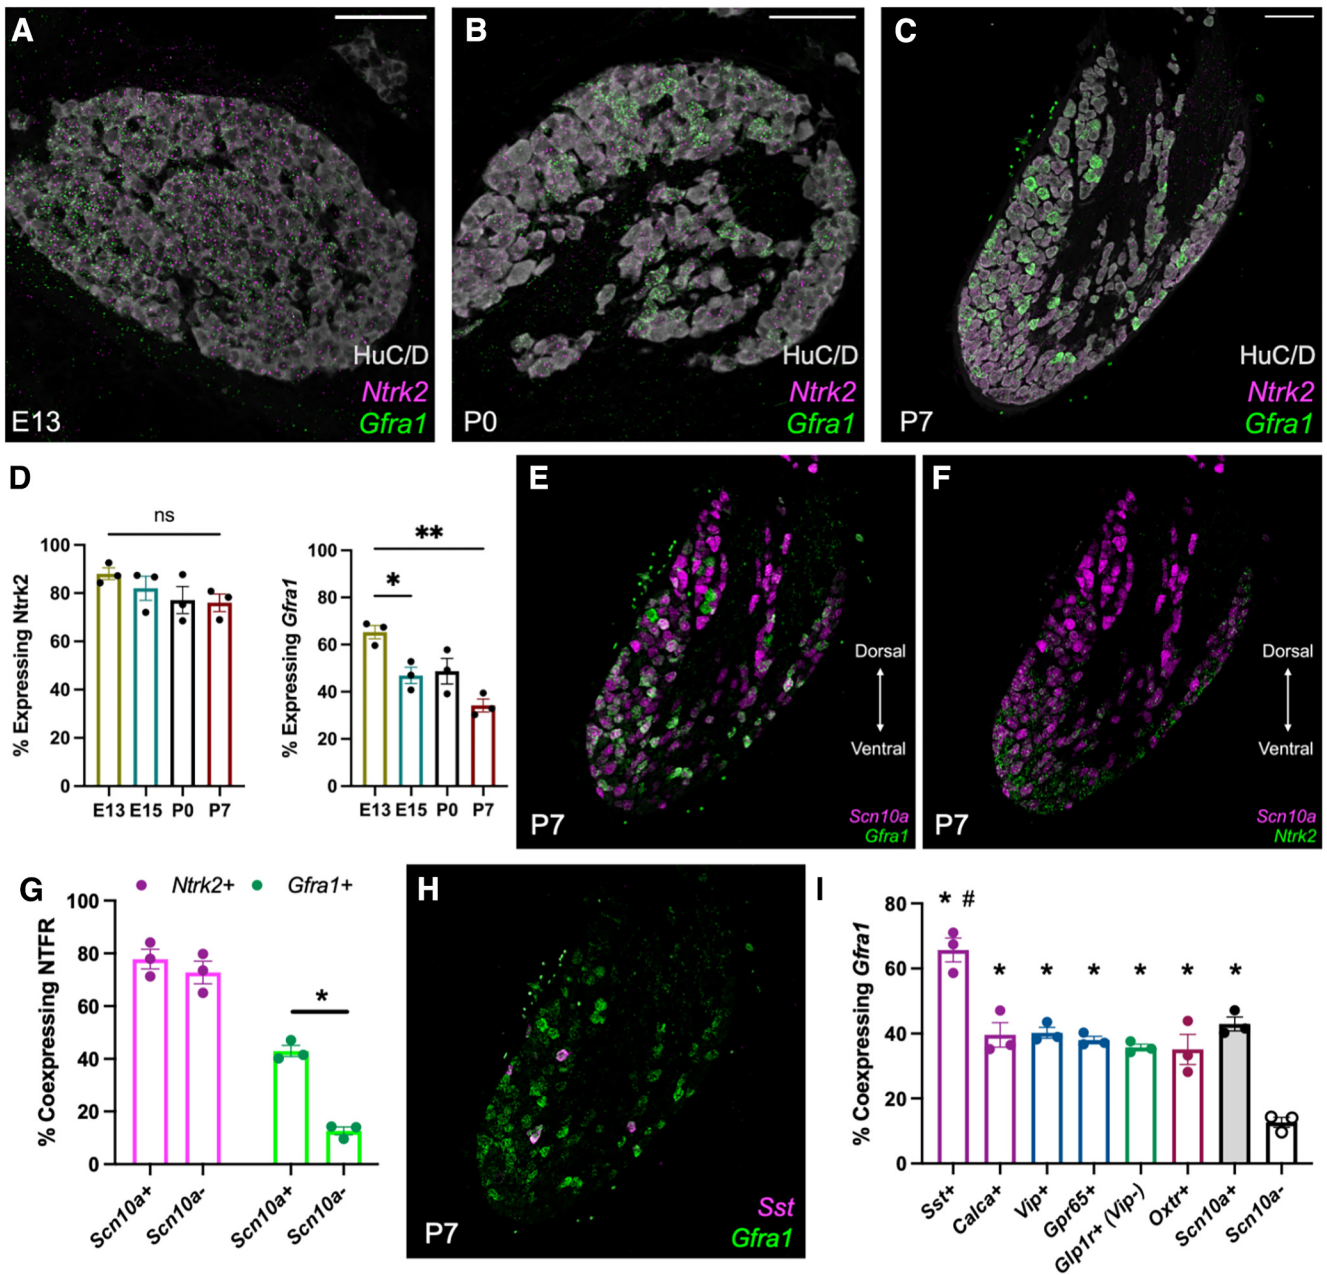 A
HuC/D
Ntrk2
E13
Gfra1
B
HuC/D
Ntrk2
P0
Gfra1
C
HuC/D
Ntrk2
P7
Gfra1
D
ns
% Expressing Ntrk2
100
80
60
40
20
0
E13 E15 P0 P7
**
*
% Expressing Gfra1
100
80
60
40
20
0
E13 E15 P0 P7
E
Dorsal
Ventral
Scn10a
P7
Gfra1
F
Dorsal
Ventral
Scn10a
P7
Ntrk2
G
Ntrk2+ Gfra1+
% Coexpressing NTFR
100
80
60
40
20
0
*
Scn10a+
Scn10a-
Scn10a+
Scn10a-
H
Sst
P7
Gfra1
I
% Coexpressing Gfra1
80
60
40
20
0
* #
* * * * * *
Sst+
Calca+
Vip+
Gpr65+
Glp1r+ (Vip-)
Oxtr+
Scn10a+
Scn10a-